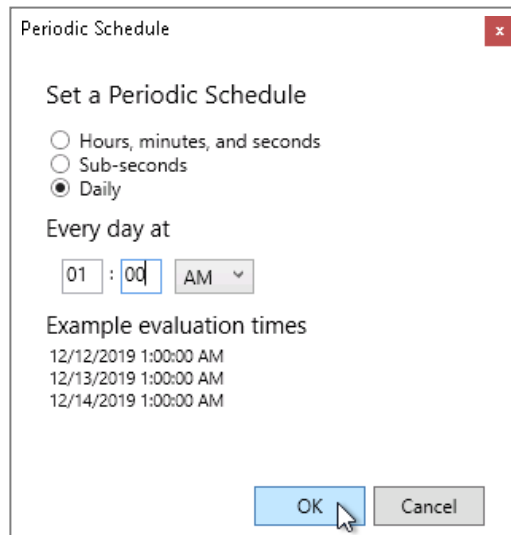 Periodic Schedule
x
Set a Periodic Schedule
Hours, minutes, and seconds
Sub-seconds
Daily
Every day at
01 : 00 AM
Example evaluation times
12/12/2019 1:00:00 AM
12/13/2019 1:00:00 AM
12/14/2019 1:00:00 AM
OK Cancel